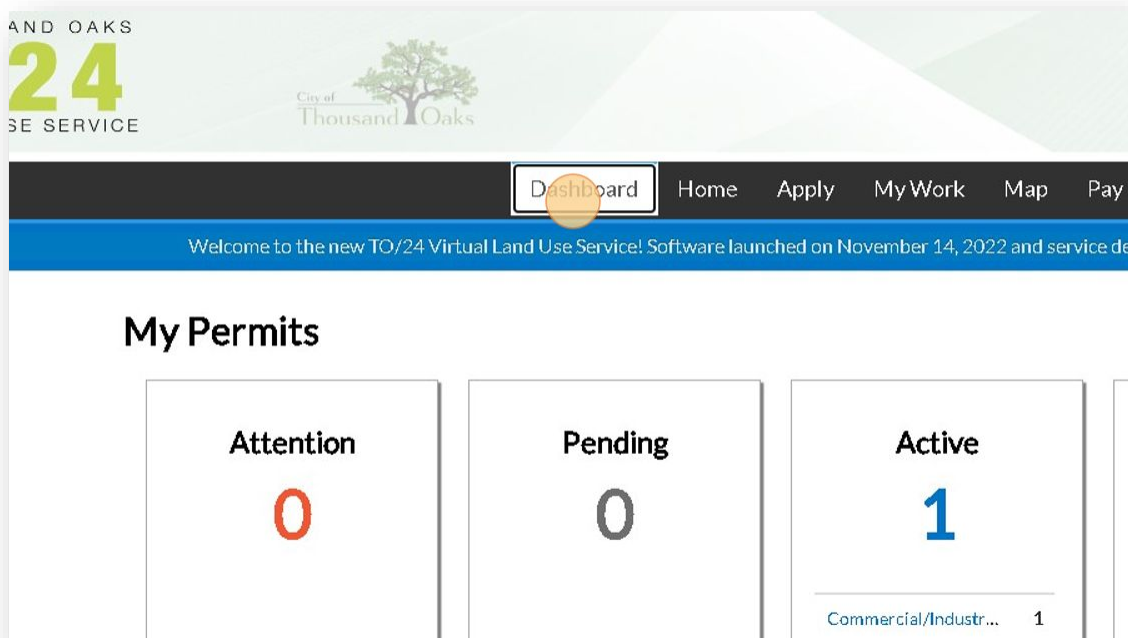 AND OAKS
24
SE SERVICE
City of
Thousand Oaks
Dashboard Home Apply My Work Map Pay
Welcome to the new TO/24 Virtual Land Use Service! Software launched on November 14, 2022 and service de
My Permits
Attention Pending Active
0 0 1
Commercial/Industr... 1